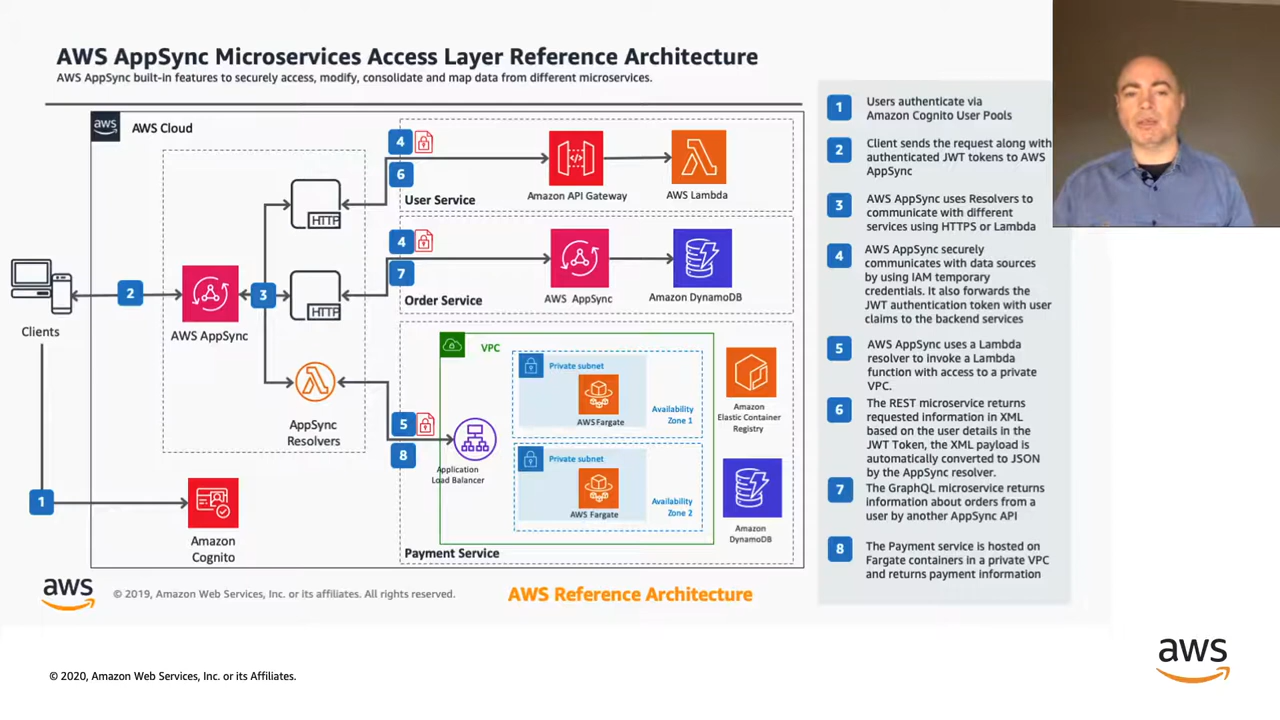 AWS AppSync Microservices Access Layer Reference Architecture
AWS AppSync built-in features to securely access, modify, consolidate and map data from different microservices.
aws
AWS Cloud
Clients
1
2
AWS AppSync
3
HTTP
HTTP
AppSync
Resolvers
Amazon
Cognito
4
6
User Service
Amazon API Gateway
AWS Lambda
4
7
Order Service
AWS AppSync
Amazon DynamoDB
5
8
Application
Load Balancer
VPC
Private subnet
AWS Fargate
Availability
Zone 1
Private subnet
AWS Fargate
Availability
Zone 2
Amazon
Elastic Container
Registry
Amazon
DynamoDB
Payment Service
1
Users authenticate via
Amazon Cognito User Pools
2
Client sends the request along with
authenticated JWT tokens to AWS
AppSync
3
AWS AppSync uses Resolvers to
communicate with different
services using HTTPS or Lambda
4
AWS AppSync securely
communicates with data sources
by using IAM temporary
credentials. It also forwards the
JWT authentication token with user
claims to the backend services
5
AWS AppSync uses a Lambda
resolver to invoke a Lambda
function with access to a private
VPC.
6
The REST microservice returns
requested information in XML
based on the user details in the
JWT Token, the XML payload is
automatically converted to JSON
by the AppSync resolver.
7
The GraphQL microservice returns
information about orders from a
user by another AppSync API
8
The Payment service is hosted on
Fargate containers in a private VPC
and returns payment information
aws
© 2019, Amazon Web Services, Inc. or its affiliates. All rights reserved.
AWS Reference Architecture
© 2020, Amazon Web Services, Inc. or its Affiliates.
aws